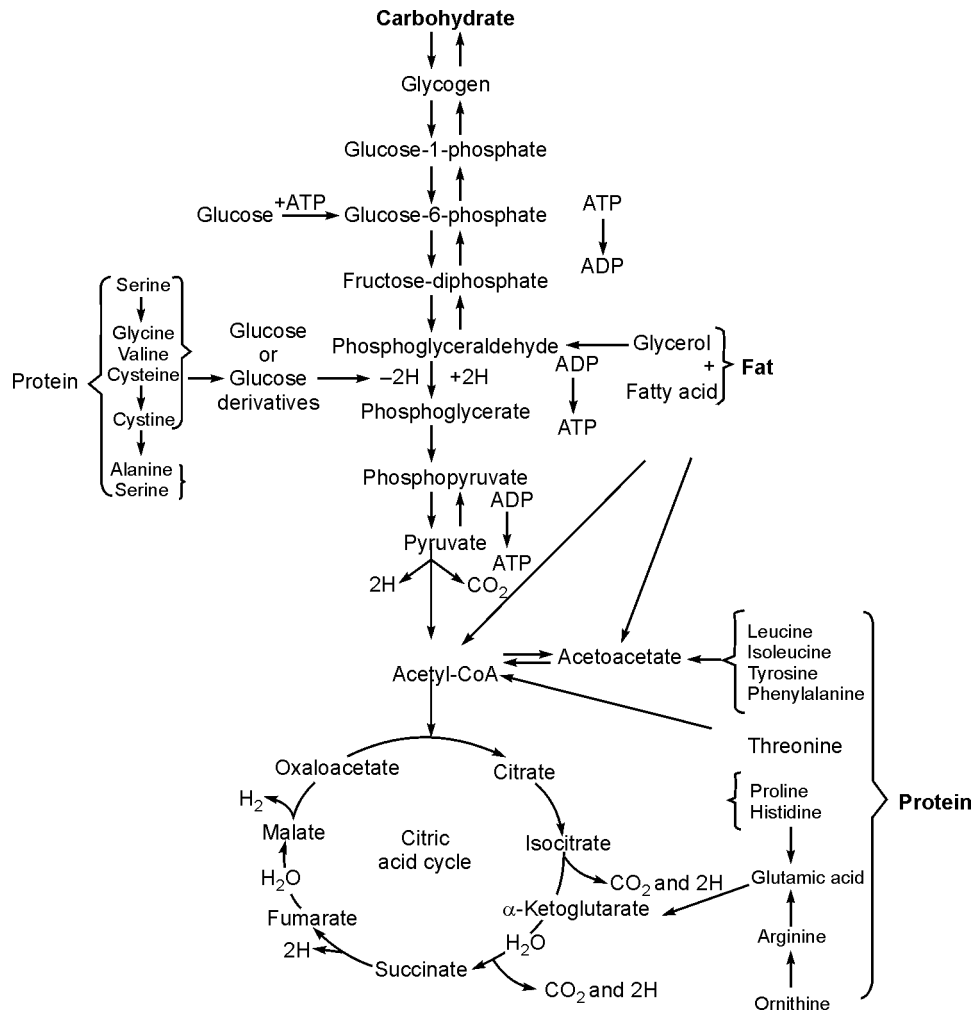 Carbohydrate
Glycogen
Glucose-1-phosphate
Glucose +ATP Glucose-6-phosphate ATP
ADP
Fructose-diphosphate
Serine
Glycine
Valine
Cysteine
Cystine
Alanine
Serine
Protein
Glucose
or
Glucose
derivatives
Phosphoglyceraldehyde
Glycerol
+
Fatty acid
Fat
–2H +2H
ADP
ATP
Phosphoglycerate
Phosphopyruvate
ADP
ATP
Pyruvate
2H CO2
Acetyl-CoA
Acetoacetate
Leucine
Isoleucine
Tyrosine
Phenylalanine
Threonine
Proline
Histidine
Glutamic acid
Arginine
Ornithine
Protein
Oxaloacetate
Citrate
H2
Malate
Citric
acid cycle
Isocitrate
H2O
CO2 and 2H
Fumarate
α-Ketoglutarate
2H
H2O
Succinate
CO2 and 2H